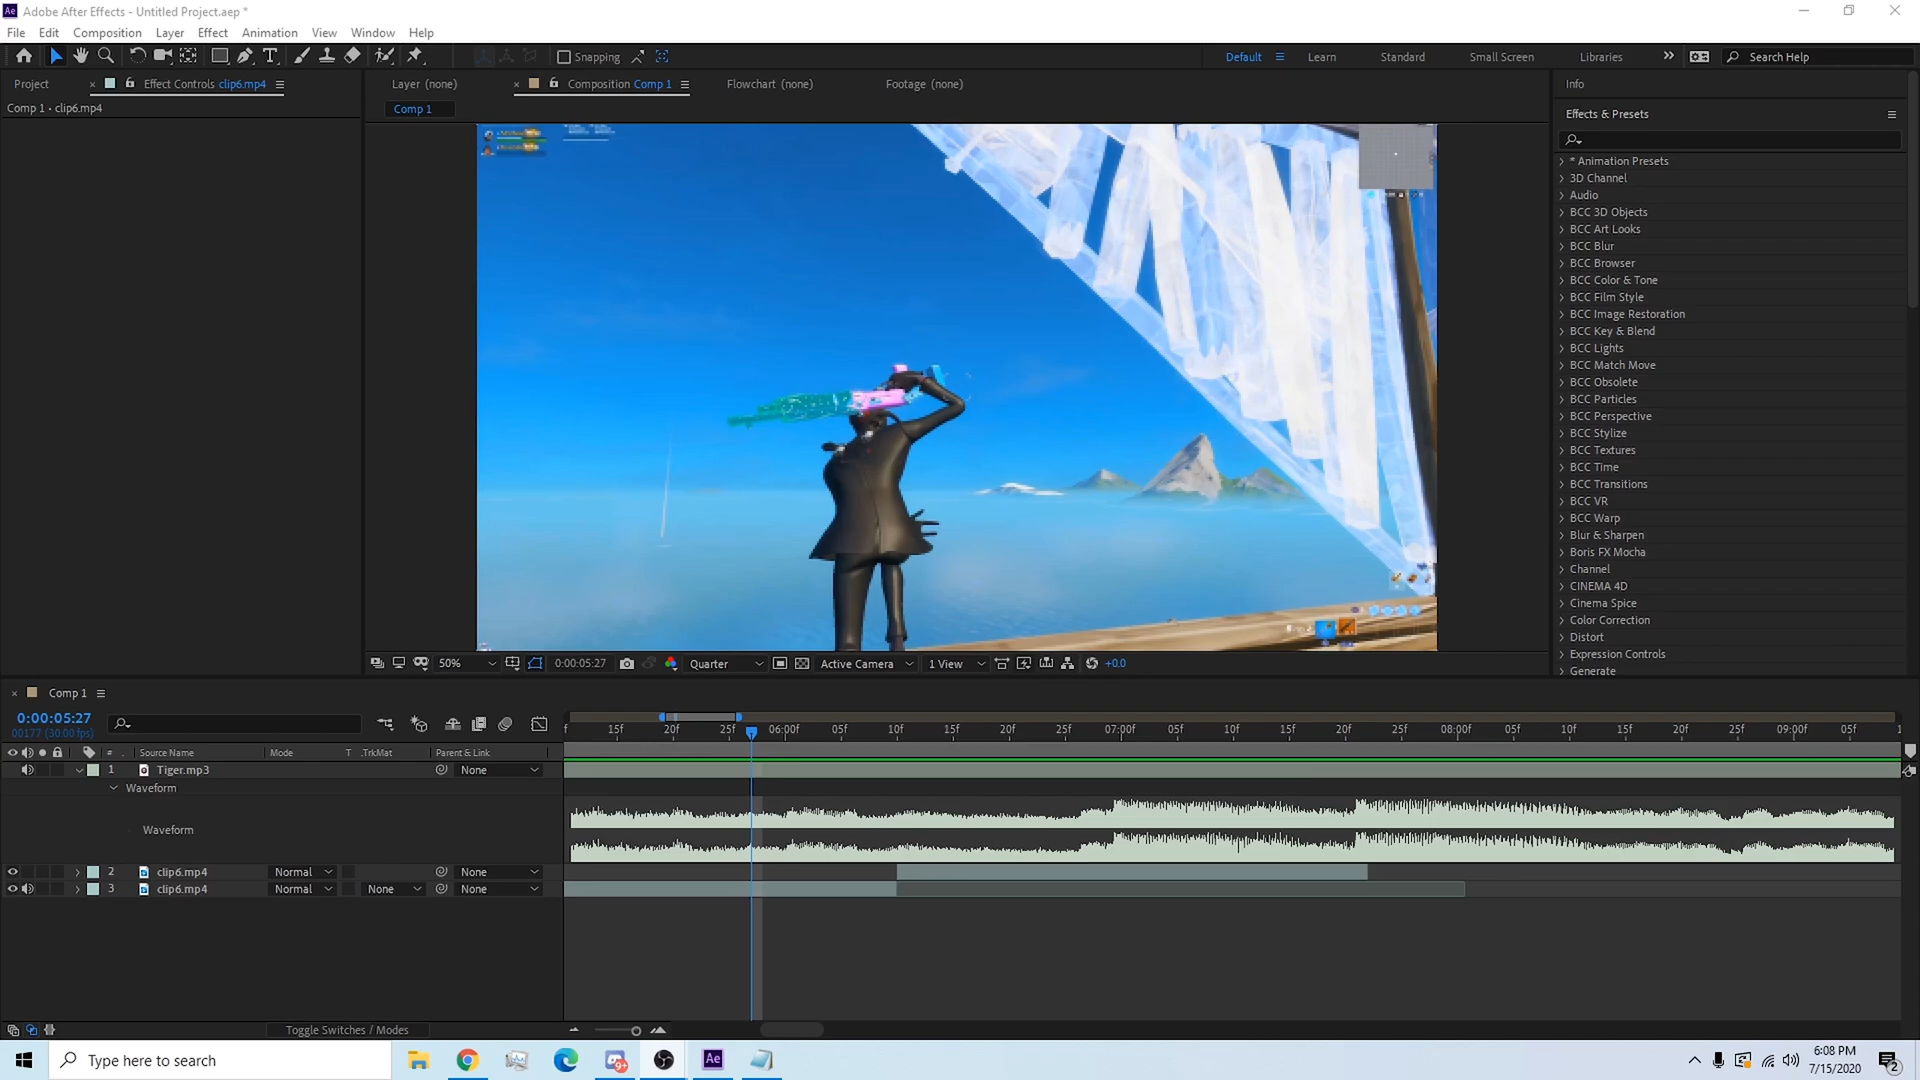 Adobe After Effects - Untitled Project.aep *
File Edit Composition Layer Effect Animation View Window Help
Snapping Default Learn Standard Small Screen Libraries Search Help
Project Effect Controls clip6.mp4 Layer (none) Composition Comp 1 Flowchart (none) Footage (none) Info
Comp 1 • clip6.mp4 Comp 1
Effects & Presets
* Animation Presets
3D Channel
Audio
BCC 3D Objects
BCC Art Looks
BCC Blur
BCC Browser
BCC Color & Tone
BCC Film Style
BCC Image Restoration
BCC Key & Blend
BCC Lights
BCC Match Move
BCC Obsolete
BCC Particles
BCC Perspective
BCC Stylize
BCC Textures
BCC Time
BCC Transitions
BCC VR
BCC Warp
Blur & Sharpen
Boris FX Mocha
Channel
CINEMA 4D
Cinema Spice
Color Correction
Distort
Expression Controls
Generate
50% 0:00:05:27 Quarter Active Camera 1 View +0.0
Comp 1
0:00:05:27
00177 (30.00 fps)
f 15f 20f 25f 06:00f 05f 10f 15f 20f 25f 07:00f 05f 10f 15f 20f 25f 08:00f 05f 10f 15f 20f 25f 09:00f 05f 1
# Source Name Mode T .TrkMat Parent & Link
1 Tiger.mp3 None
Waveform
Waveform
2 clip6.mp4 Normal None
3 clip6.mp4 Normal None None
Toggle Switches / Modes
Type here to search Ae 6:08 PM
7/15/2020 2